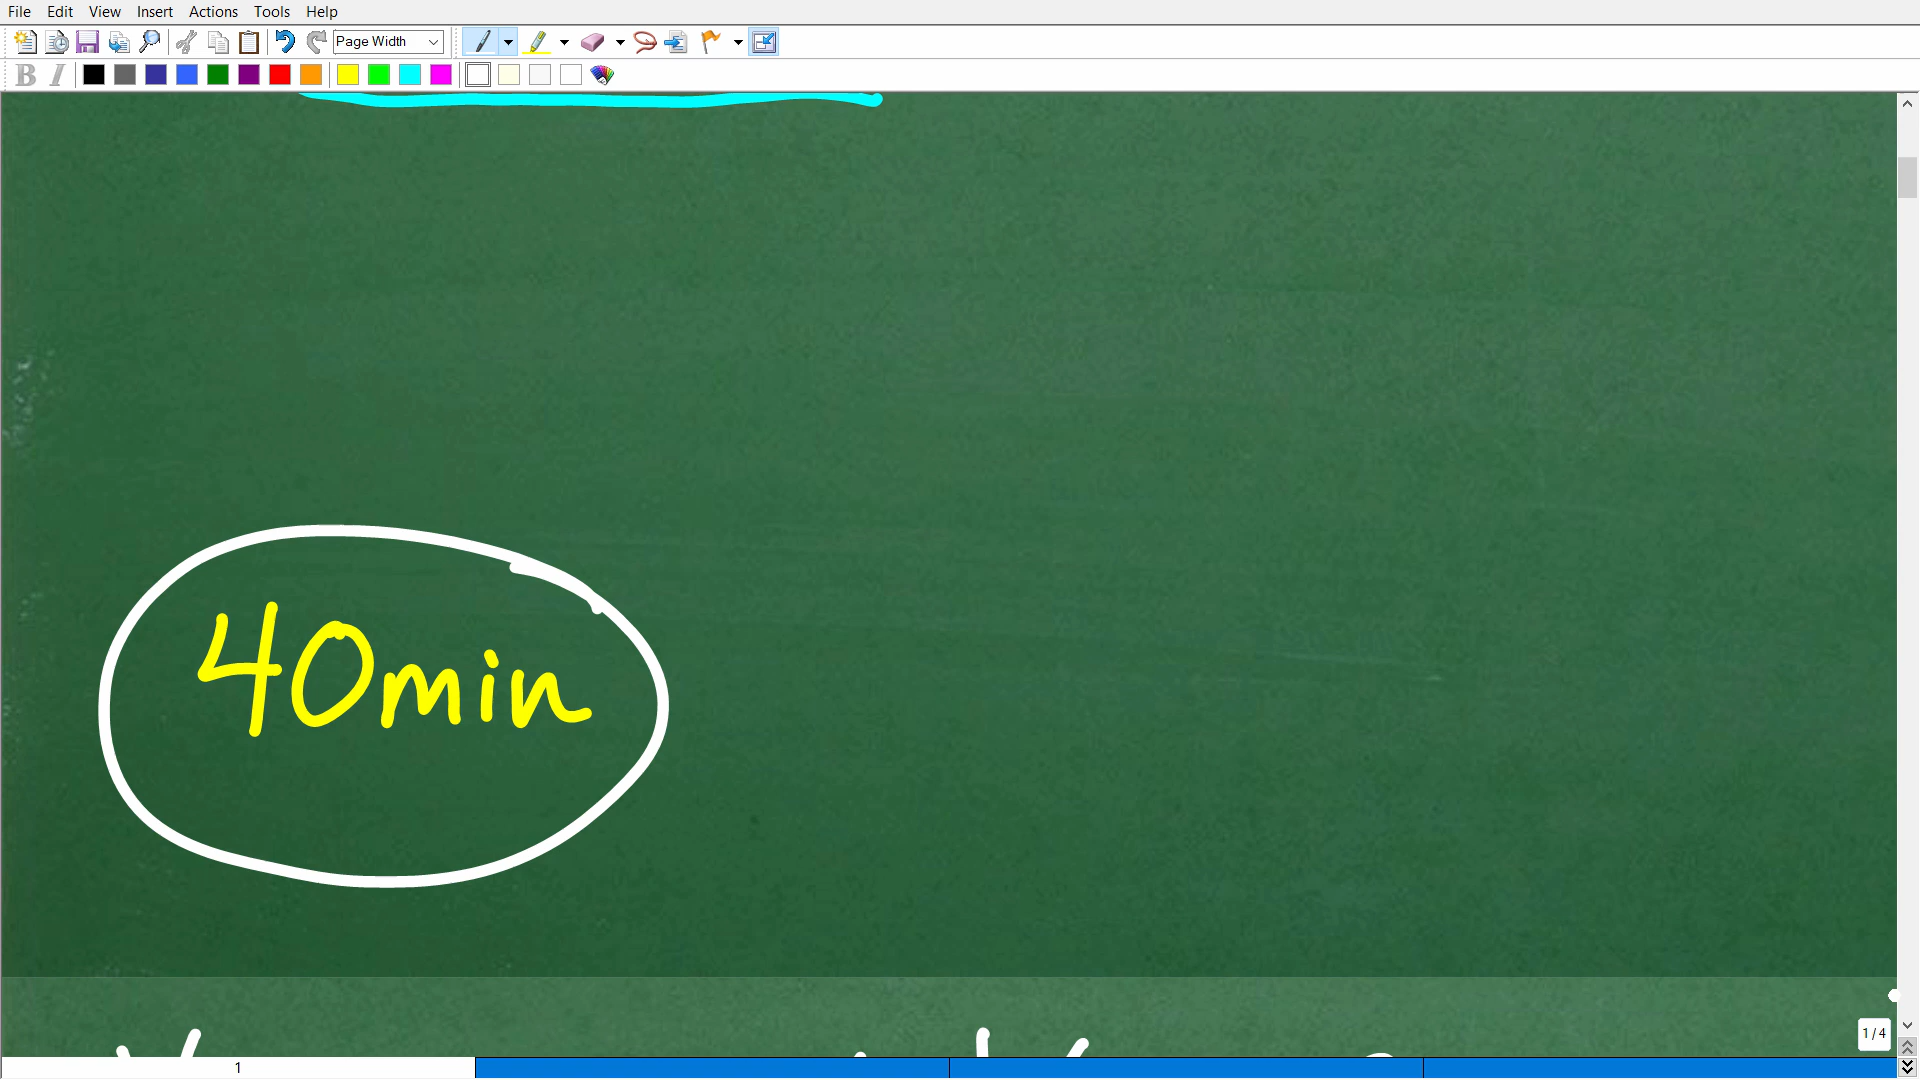 File Edit View Insert Actions Tools Help
Page Width
B I
40min
1 / 4
1